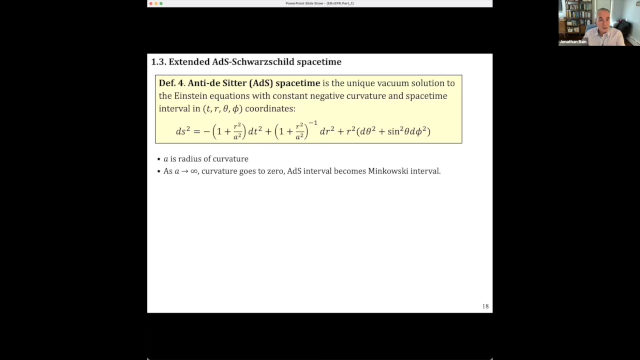 1.3. Extended AdS-Schwarzschild spacetime
Def. 4. Anti-de Sitter (AdS) spacetime is the unique vacuum solution to
the Einstein equations with constant negative curvature and spacetime
interval in (t, r, θ, ϕ) coordinates:
ds² = −(1 + r²/a²) dt² + (1 + r²/a²)⁻¹ dr² + r²(dθ² + sin²θdϕ²)
• a is radius of curvature
• As a → ∞, curvature goes to zero, AdS interval becomes Minkowski interval.
18